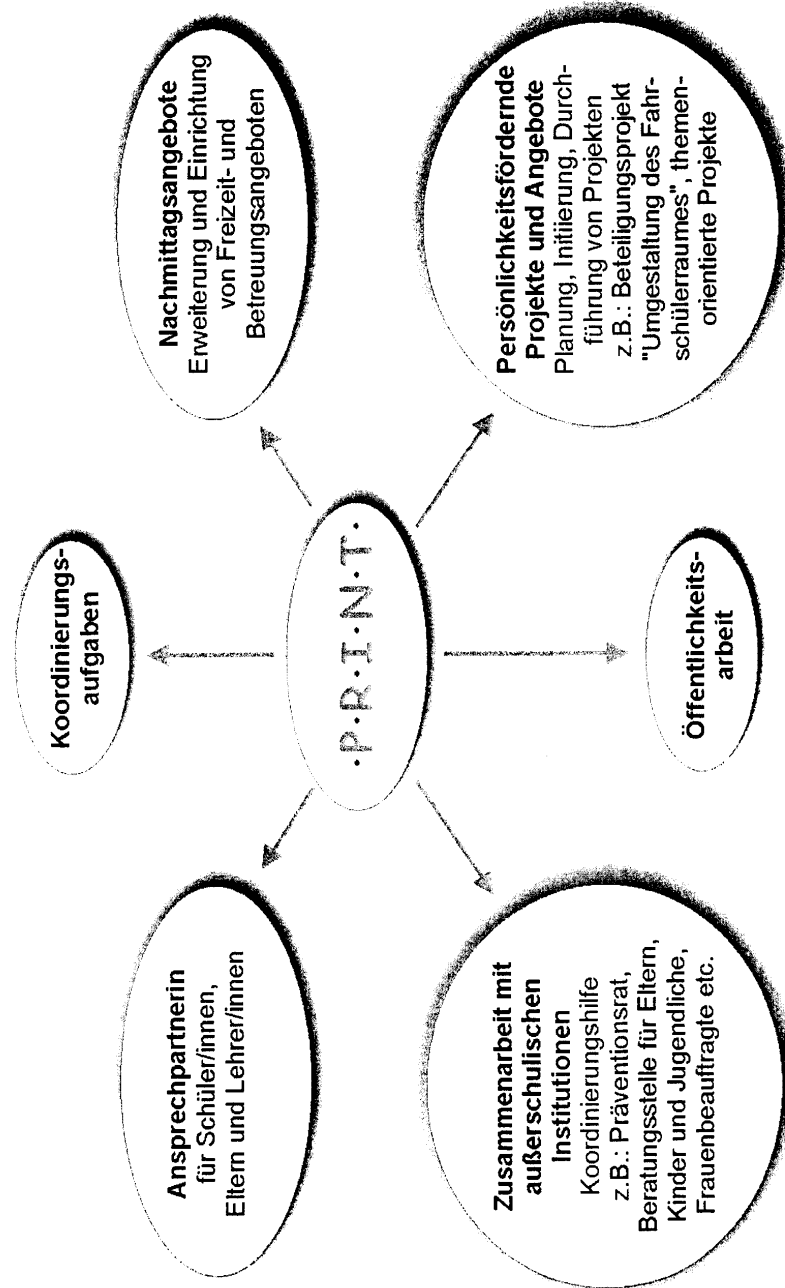 Koordinierungs-
aufgaben
Ansprechpartnerin
für Schüler/innen,
Eltern und Lehrer/innen
Nachmittagsangebote
Erweiterung und Einrichtung
von Freizeit- und
Betreuungsangeboten
·P·R·I·N·T·
Zusammenarbeit mit
außerschulischen
Institutionen
Koordinierungshilfe
z.B.: Präventionsrat,
Beratungsstelle für Eltern,
Kinder und Jugendliche,
Frauenbeauftragte etc.
Persönlichkeitsfördernde
Projekte und Angebote
Planung, Initiierung, Durch-
führung von Projekten
z.B.: Beteiligungsprojekt
"Umgestaltung des Fahr-
schülerraumes", themen-
orientierte Projekte
Öffentlichkeits-
arbeit